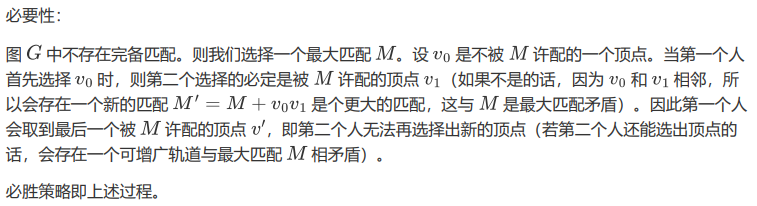 必要性：
图 G 中不存在完备匹配。则我们选择一个最大匹配 M。设 v₀ 是不被 M 许配的一个顶点。当第一个人
首先选择 v₀ 时，则第二个选择的必定是被 M 许配的顶点 v₁（如果不是的话，因为 v₀ 和 v₁ 相邻，所
以会存在一个新的匹配 M′ = M + v₀v₁ 是个更大的匹配，这与 M 是最大匹配矛盾）。因此第一个人
会取到最后一个被 M 许配的顶点 v′，即第二个人无法再选择出新的顶点（若第二个人还能选出顶点的
话，会存在一个可增广轨道与最大匹配 M 相矛盾）。
必胜策略即上述过程。